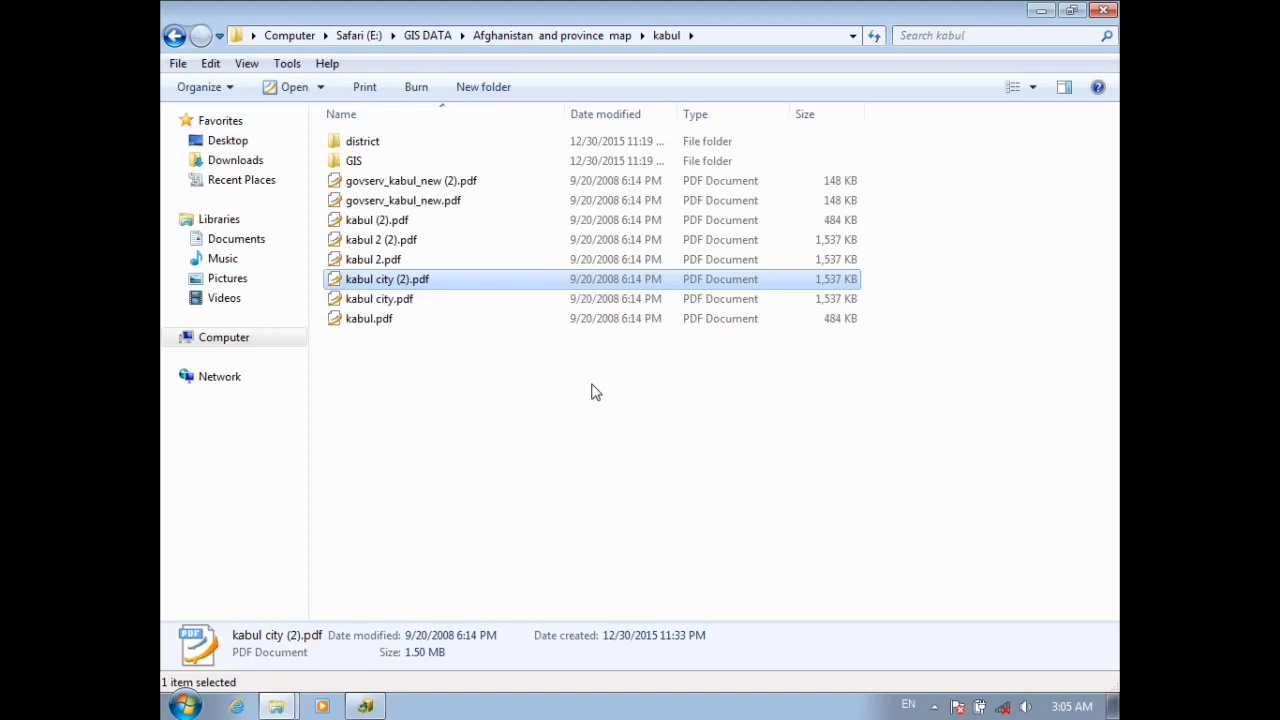 Computer Safari (E:) GIS DATA Afghanistan and province map kabul Search kabul
File Edit View Tools Help
Organize Open Print Burn New folder
Name Date modified Type Size
Favorites
Desktop
Downloads
Recent Places
Libraries
Documents
Music
Pictures
Videos
Computer
Network
district 12/30/2015 11:19 ... File folder
GIS 12/30/2015 11:19 ... File folder
govserv_kabul_new (2).pdf 9/20/2008 6:14 PM PDF Document 148 KB
govserv_kabul_new.pdf 9/20/2008 6:14 PM PDF Document 148 KB
kabul (2).pdf 9/20/2008 6:14 PM PDF Document 484 KB
kabul 2 (2).pdf 9/20/2008 6:14 PM PDF Document 1,537 KB
kabul 2.pdf 9/20/2008 6:14 PM PDF Document 1,537 KB
kabul city (2).pdf 9/20/2008 6:14 PM PDF Document 1,537 KB
kabul city.pdf 9/20/2008 6:14 PM PDF Document 1,537 KB
kabul.pdf 9/20/2008 6:14 PM PDF Document 484 KB
PDF
kabul city (2).pdf Date modified: 9/20/2008 6:14 PM Date created: 12/30/2015 11:33 PM
PDF Document Size: 1.50 MB
1 item selected
EN 3:05 AM